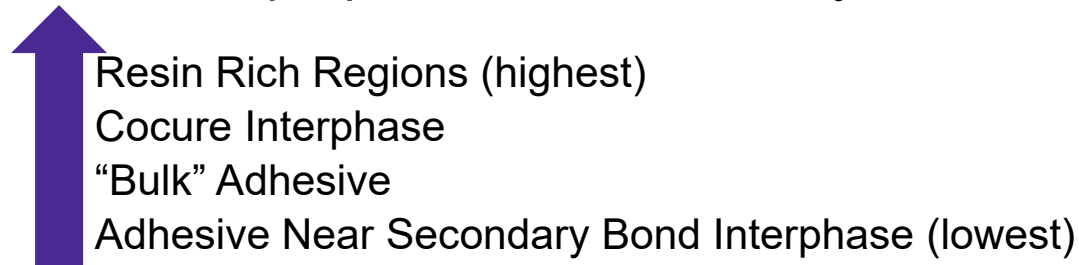 Resin Rich Regions (highest)
Cocure Interphase
“Bulk” Adhesive
Adhesive Near Secondary Bond Interphase (lowest)